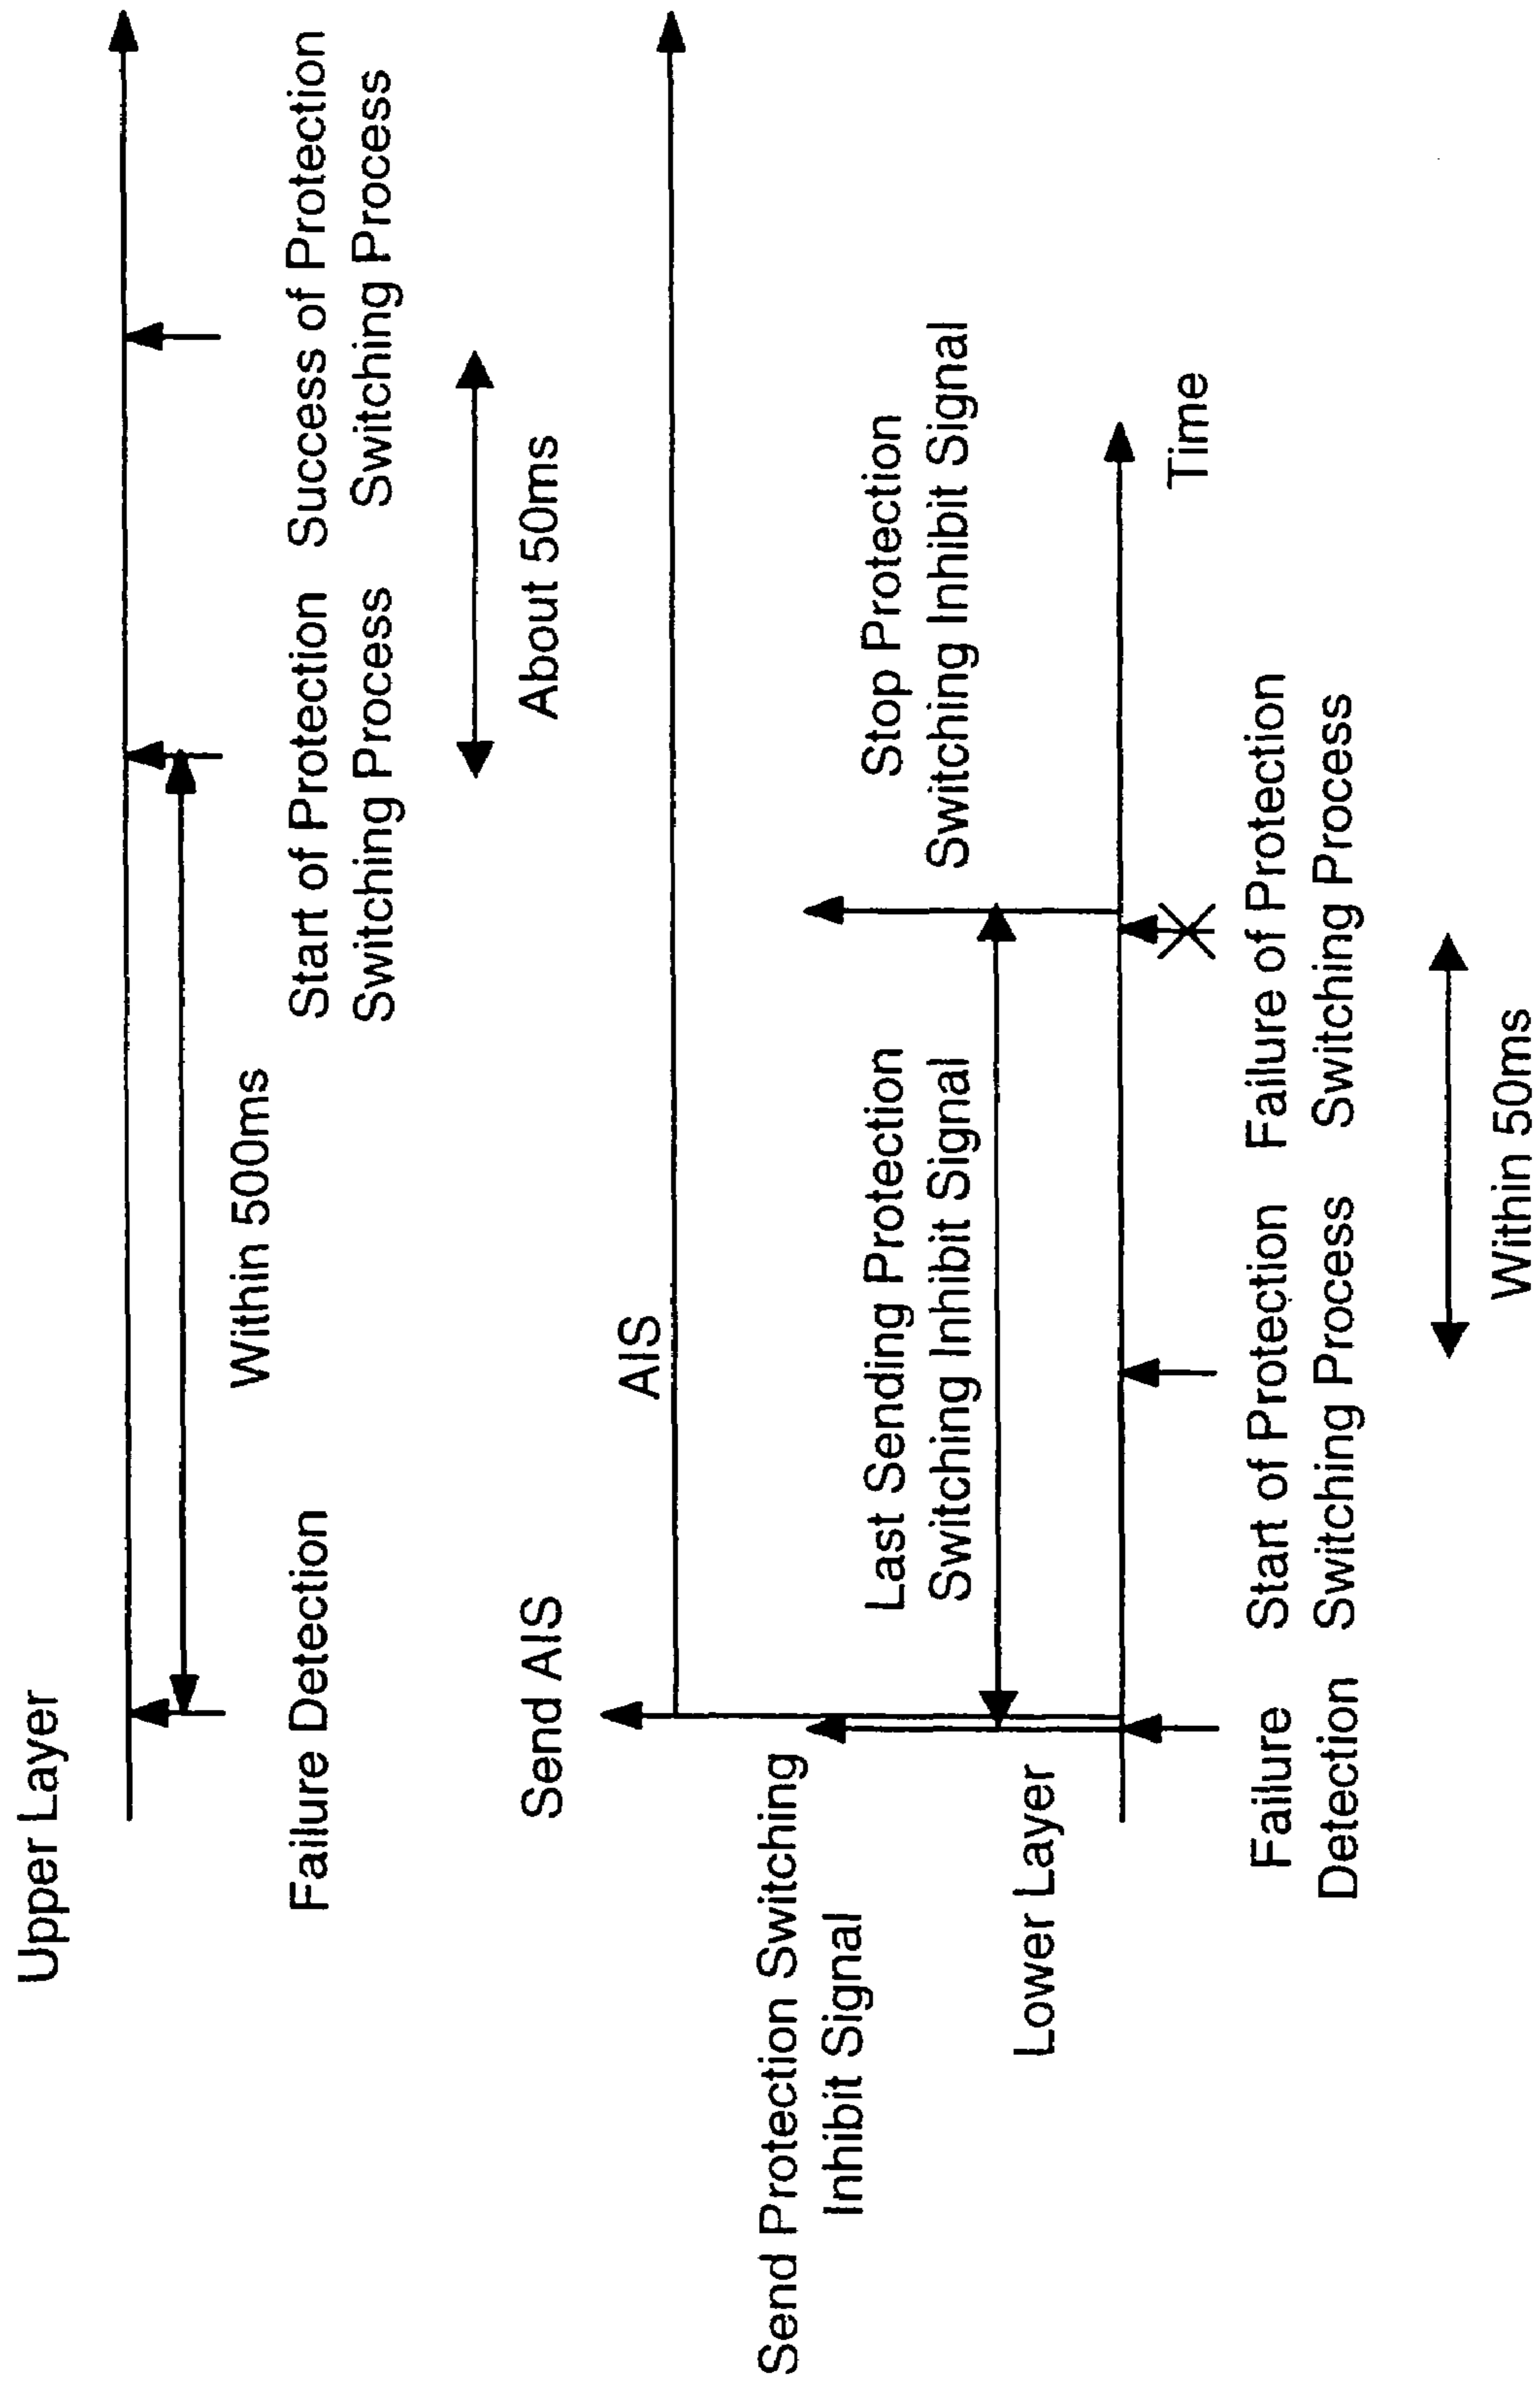 Upper Layer
Within 500ms
Failure Detection
Start of Protection
Switching Process
Success of Protection
Switching Process
About 50ms
Send AIS
AIS
Send Protection Switching
Inhibit Signal
Last Sending Protection
Switching Inhibit Signal
Stop Protection
Switching Inhibit Signal
Lower Layer
Time
Failure
Detection
Start of Protection
Switching Process
Failure of Protection
Switching Process
Within 50ms